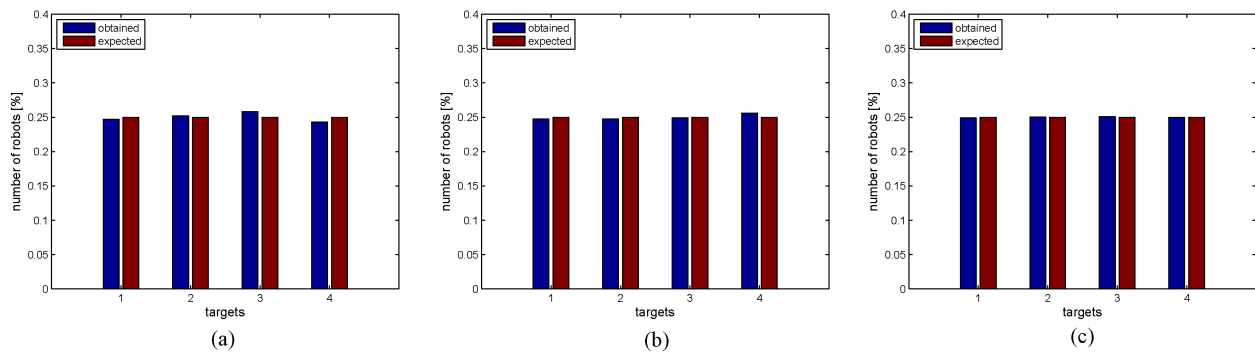 0.4
0.35
0.3
0.25
0.2
0.15
0.1
0.05
0
number of robots [%]
obtained
expected
1 2 3 4
targets
(a)
0.4
0.35
0.3
0.25
0.2
0.15
0.1
0.05
0
number of robots [%]
obtained
expected
1 2 3 4
targets
(b)
0.4
0.35
0.3
0.25
0.2
0.15
0.1
0.05
0
number of robots [%]
obtained
expected
1 2 3 4
targets
(c)